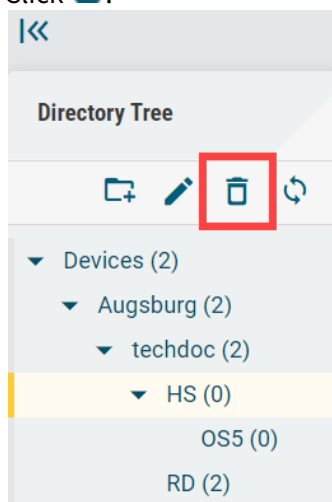 Directory Tree
Devices (2)
Augsburg (2)
techdoc (2)
HS (0)
OS5 (0)
RD (2)